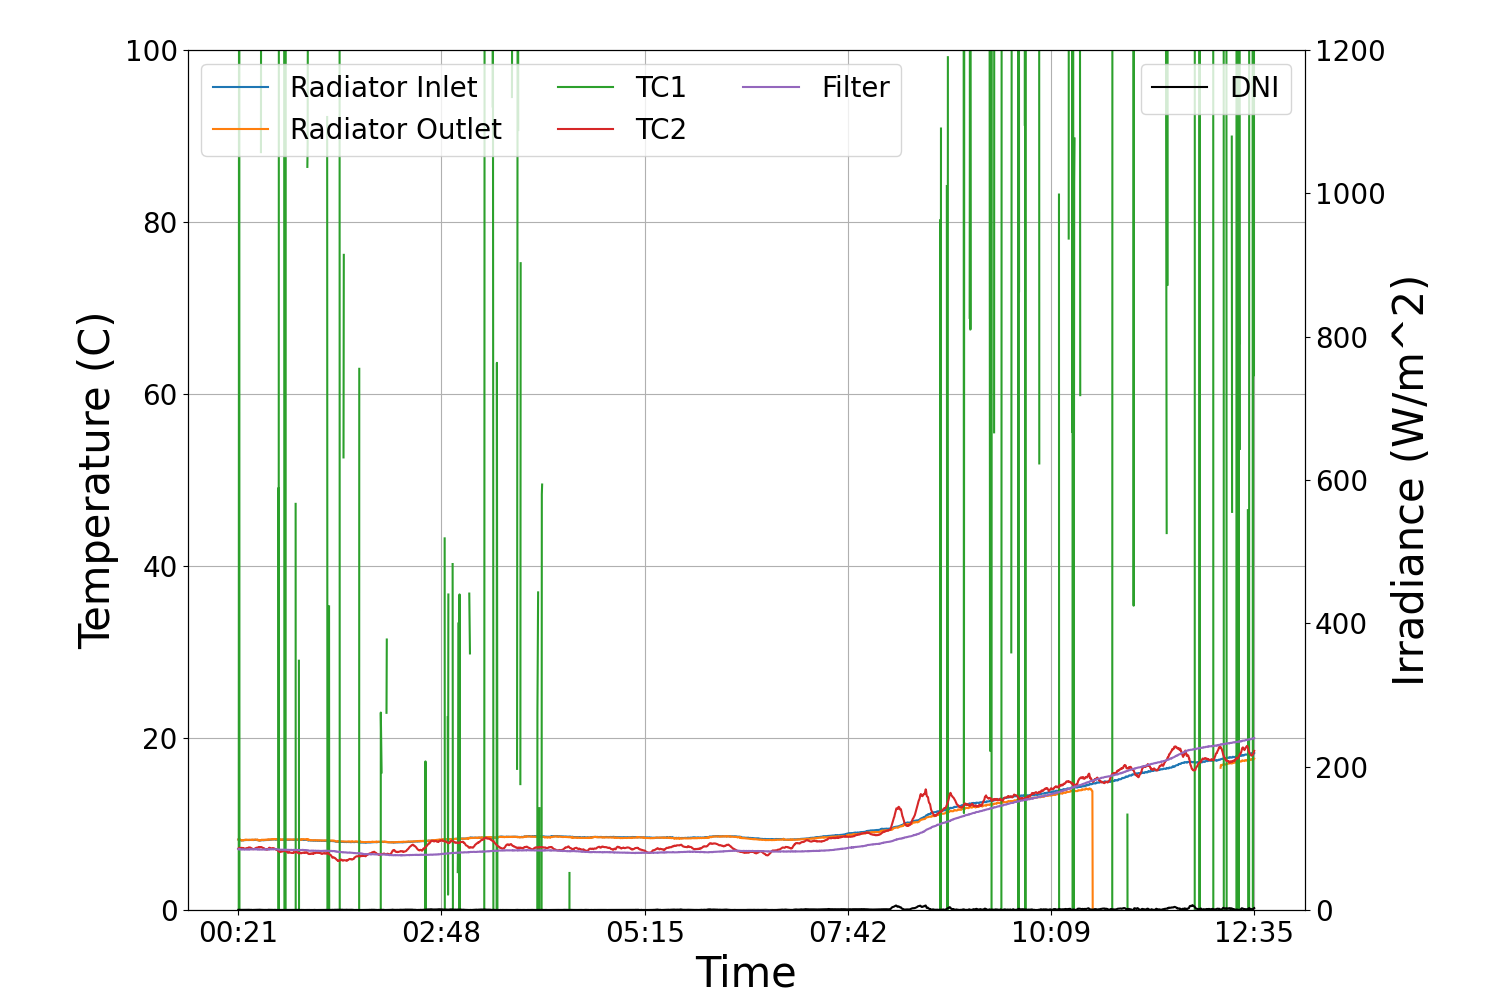 Radiator Inlet
Radiator Outlet
TC1
TC2
Filter
DNI
Temperature (C)
100
80
60
40
20
0
Irradiance (W/m^2)
1200
1000
800
600
400
200
0
00:21 02:48 05:15 07:42 10:09 12:35
Time